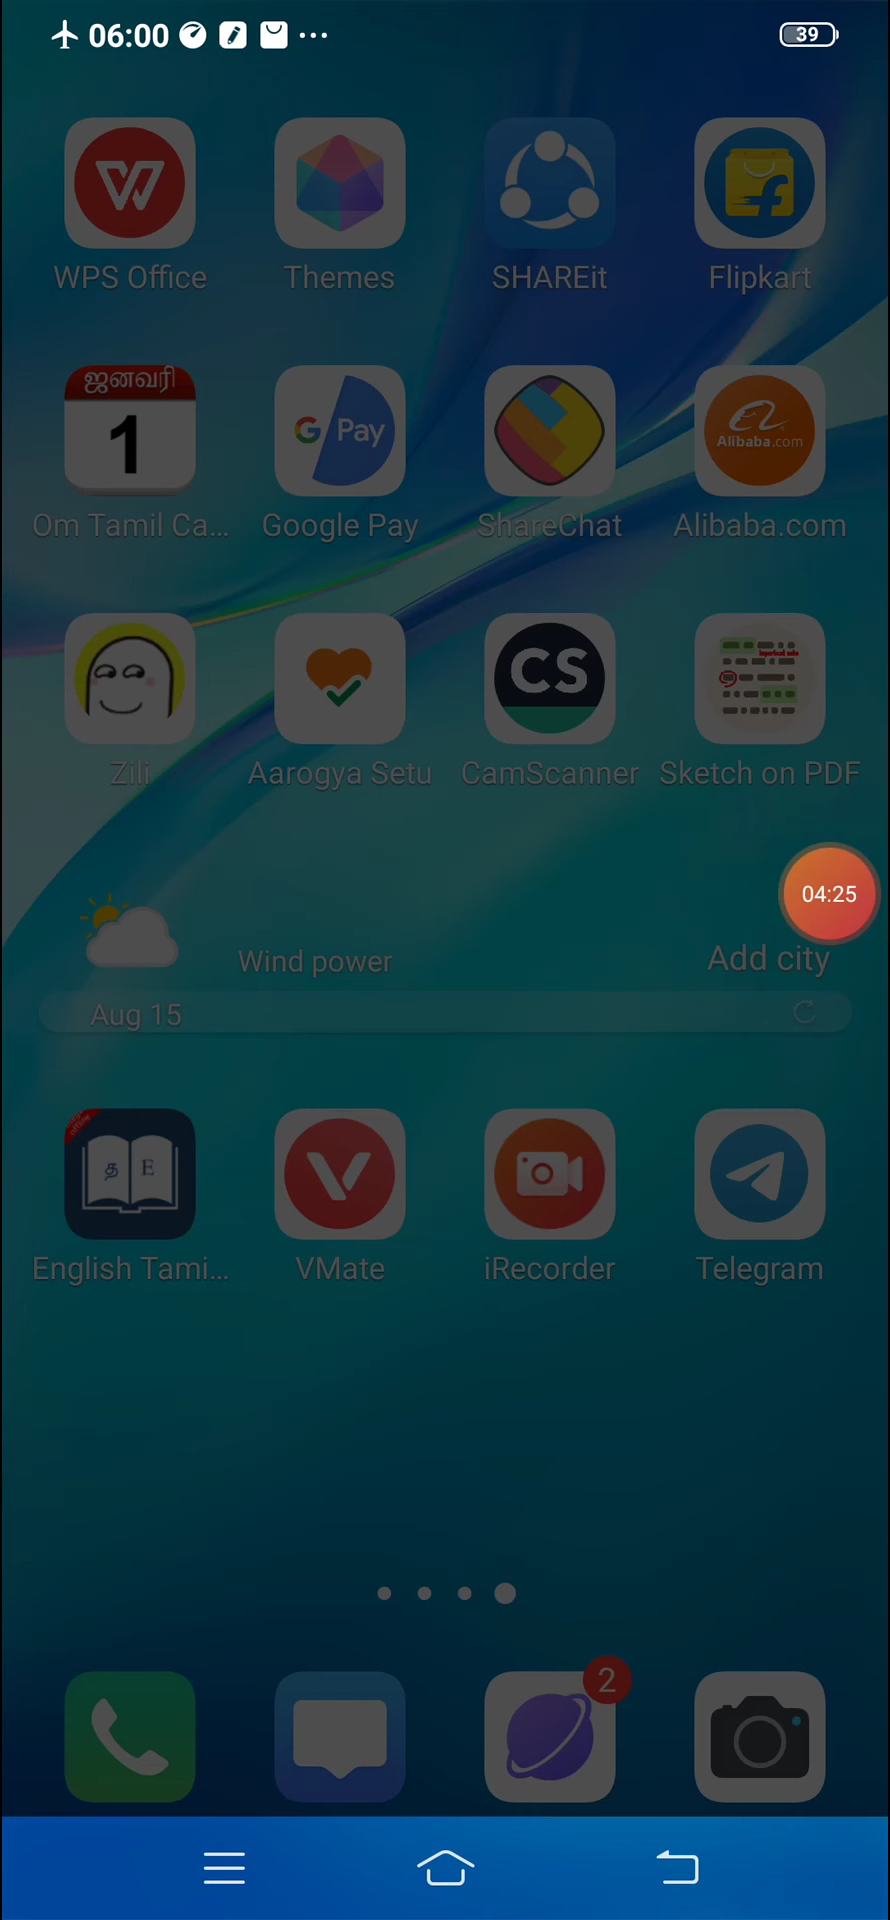 06:00
39
WPS Office
Themes
SHAREit
Flipkart
ஜனவரி
1
G Pay
Alibaba.com
Om Tamil Ca...
Google Pay
ShareChat
Alibaba.com
CS
Zili
Aarogya Setu
CamScanner
Sketch on PDF
04:25
Wind power
Add city
Aug 15
த E
English Tami...
VMate
iRecorder
Telegram
2